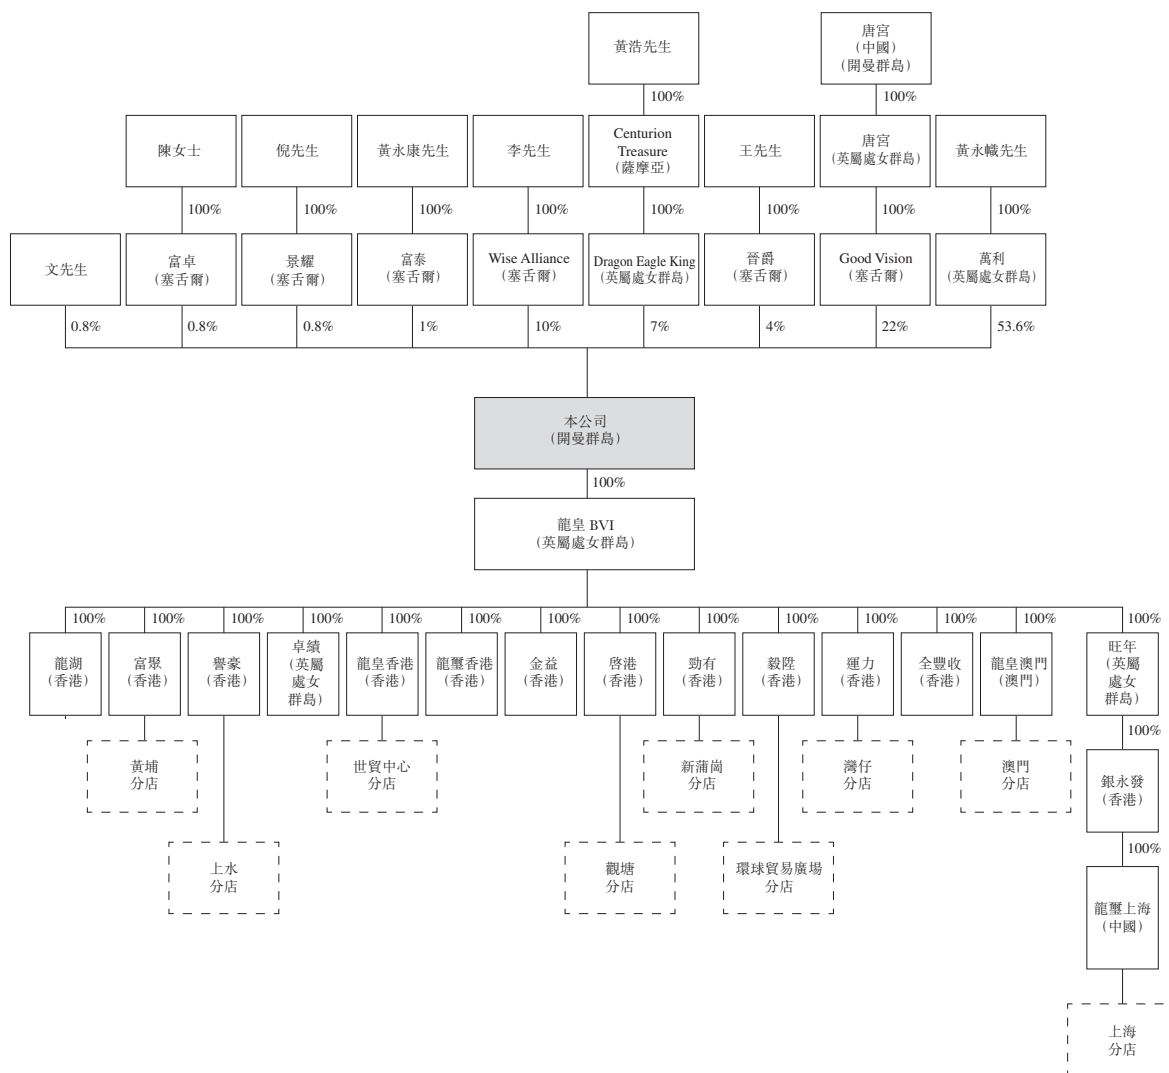 黃浩先生
唐宮
(中國)
(開曼群島)
100%
100%
陳女士
倪先生
黃永康先生
李先生
Centurion
Treasure
(薩摩亞)
王先生
唐宮
(英屬處女群島)
黃永幟先生
100%
100%
100%
100%
100%
100%
100%
100%
文先生
富卓
(塞舌爾)
景耀
(塞舌爾)
富泰
(塞舌爾)
Wise Alliance
(塞舌爾)
Dragon Eagle King
(英屬處女群島)
晉爵
(塞舌爾)
Good Vision
(塞舌爾)
萬利
(英屬處女群島)
0.8%
0.8%
0.8%
1%
10%
7%
4%
22%
53.6%
本公司
(開曼群島)
100%
龍皇 BVI
(英屬處女群島)
100%
100%
100%
100%
100%
100%
100%
100%
100%
100%
100%
100%
100%
100%
龍湖
(香港)
富聚
(香港)
譽豪
(香港)
卓績
(英屬
處女
群島)
龍皇香港
(香港)
龍璽香港
(香港)
金益
(香港)
啓港
(香港)
勁有
(香港)
毅陞
(香港)
運力
(香港)
全豐收
(香港)
龍皇澳門
(澳門)
旺年
(英屬
處女
群島)
100%
黃埔
分店
世貿中心
分店
新蒲崗
分店
灣仔
分店
澳門
分店
銀永發
(香港)
100%
上水
分店
觀塘
分店
環球貿易廣場
分店
龍璽上海
(中國)
上海
分店